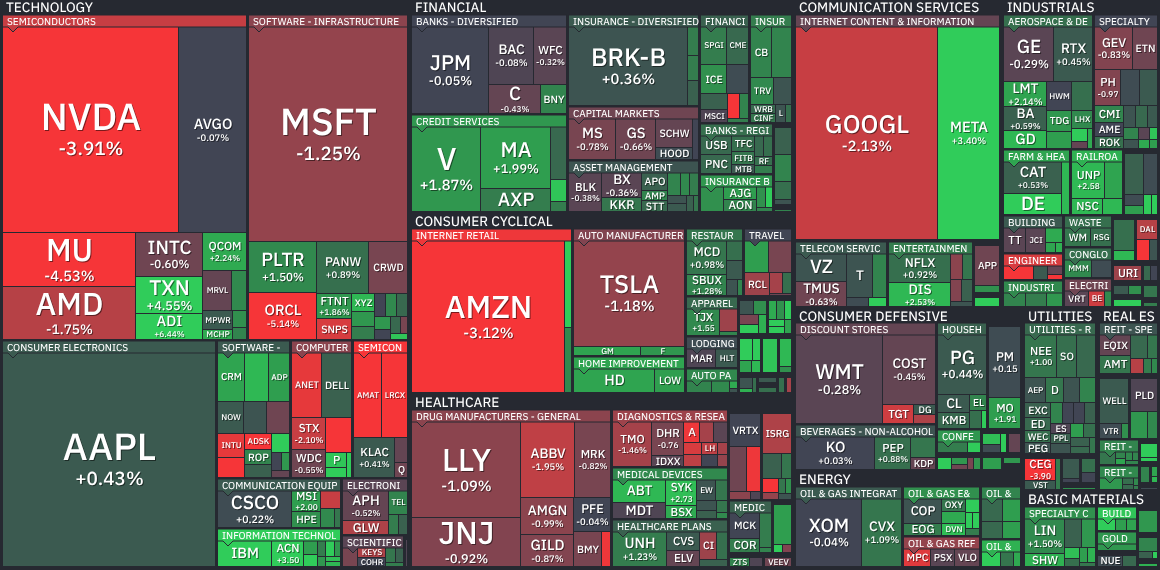 TECHNOLOGY
SEMICONDUCTORS
NVDA
-3.91%
AVGO
-0.07%
MU
-4.53%
AMD
-1.75%
INTC
-0.60%
TXN
+4.55%
ADI
+6.44%
QCOM
+2.24%
MRVL
MPWR
MCHP
SOFTWARE - INFRASTRUCTURE
MSFT
-1.25%
PLTR
+1.50%
PANW
+0.89%
CRWD
ORCL
-5.14%
FTNT
+1.86%
XYZ
SNPS
CONSUMER ELECTRONICS
AAPL
+0.43%
SOFTWARE -
CRM
ADP
NOW
INTU
ADSK
ROP
COMPUTER
ANET
DELL
STX
-2.10%
WDC
-0.55%
P
SEMICON
AMAT
LRCX
KLAC
+0.41%
Q
COMMUNICATION EQUIP
CSCO
+0.22%
MSI
+2.00
HPE
INFORMATION TECHNOL
IBM
ACN
+3.50
ELECTRONI
APH
-0.52%
TEL
GLW
SCIENTIFIC
KEYS
COHR
FINANCIAL
BANKS - DIVERSIFIED
JPM
-0.05%
BAC
-0.08%
WFC
-0.32%
C
-0.43%
BNY
CREDIT SERVICES
V
+1.87%
MA
+1.99%
AXP
INSURANCE - DIVERSIFIED
BRK-B
+0.36%
CAPITAL MARKETS
MS
-0.78%
GS
-0.66%
SCHW
HOOD
ASSET MANAGEMENT
BLK
-0.38%
BX
-0.36%
KKR
APO
AMP
STT
FINANCI
SPGI
CME
ICE
MSCI
INSUR
CB
TRV
WRB
CINF
L
BANKS - REGI
USB
TFC
PNC
FITB
RF
MTB
INSURANCE B
AJG
AON
CONSUMER CYCLICAL
INTERNET RETAIL
AMZN
-3.12%
AUTO MANUFACTURER
TSLA
-1.18%
GM
F
HOME IMPROVEMENT
HD
LOW
RESTAUR
MCD
+0.98%
SBUX
+1.28%
TRAVEL
RCL
APPAREL
TJX
+1.55
LODGING
MAR
HLT
AUTO PA
HEALTHCARE
DRUG MANUFACTURERS - GENERAL
LLY
-1.09%
JNJ
-0.92%
ABBV
-1.95%
MRK
-0.82%
AMGN
-0.99%
PFE
-0.04%
GILD
-0.87%
BMY
DIAGNOSTICS & RESEA
TMO
-1.46%
DHR
-0.76
A
LH
IDXX
MEDICAL DEVICES
ABT
SYK
+2.73
EW
MDT
BSX
HEALTHCARE PLANS
UNH
+1.23%
CVS
ELV
CI
VRTX
ISRG
MEDIC
MCK
COR
ZTS
VEEV
COMMUNICATION SERVICES
INTERNET CONTENT & INFORMATION
GOOGL
-2.13%
META
+3.40%
TELECOM SERVIC
VZ
T
TMUS
-0.63%
ENTERTAINMEN
NFLX
+0.92%
DIS
+2.53%
APP
INDUSTRIALS
AEROSPACE & DE
GE
-0.29%
RTX
+0.45%
LMT
+2.14%
HWM
BA
+0.59%
TDG
LHX
GD
SPECIALTY
GEV
-0.83%
ETN
PH
-0.97
CMI
AME
ROK
FARM & HEA
CAT
+0.53%
DE
RAILROA
UNP
+2.58
NSC
BUILDING
TT
JCI
WASTE
WM
RSG
DAL
CONGLO
MMM
ENGINEER
URI
INDUSTRI
ELECTRI
VRT
BE
CONSUMER DEFENSIVE
DISCOUNT STORES
WMT
-0.28%
COST
-0.45%
TGT
DG
HOUSEH
PG
+0.44%
CL
EL
KMB
PM
+0.15
MO
+1.91
BEVERAGES - NON-ALCOHOL
KO
+0.03%
PEP
+0.88%
KDP
CONFE
ENERGY
OIL & GAS INTEGRAT
XOM
-0.04%
CVX
+1.09%
OIL & GAS E&
COP
OXY
EOG
DVN
OIL &
OIL & GAS REF
MPC
PSX
VLO
OIL &
UTILITIES
UTILITIES - R
NEE
+1.00
SO
AEP
D
EXC
ED
WEC
ES
PPL
PEG
CEG
-3.90
VST
REAL ES
REIT - SPE
EQIX
AMT
WELL
PLD
VTR
REIT -
REIT -
BASIC MATERIALS
SPECIALTY C
LIN
+1.50%
SHW
BUILD
GOLD
NUE